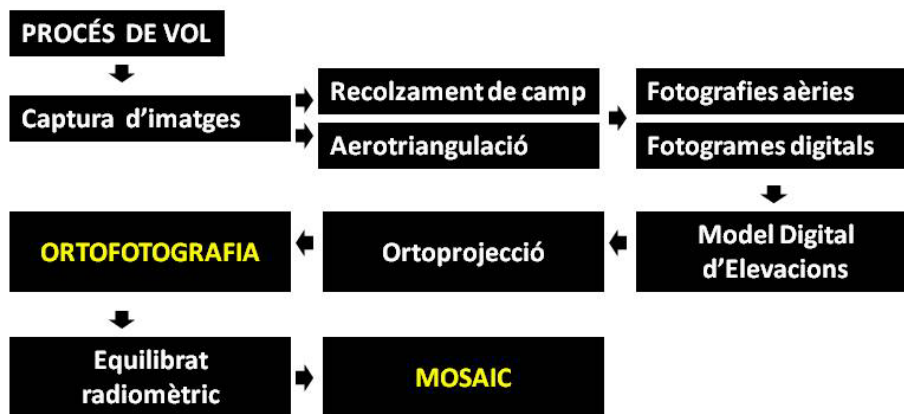 PROCÉS DE VOL
Captura d'imatges
Recolzament de camp
Aerotriangulació
Fotografies aèries
Fotogrames digitals
Model Digital
d'Elevacions
Ortoprojecció
ORTOFOTOGRAFIA
Equilibrat
radiomètric
MOSAIC